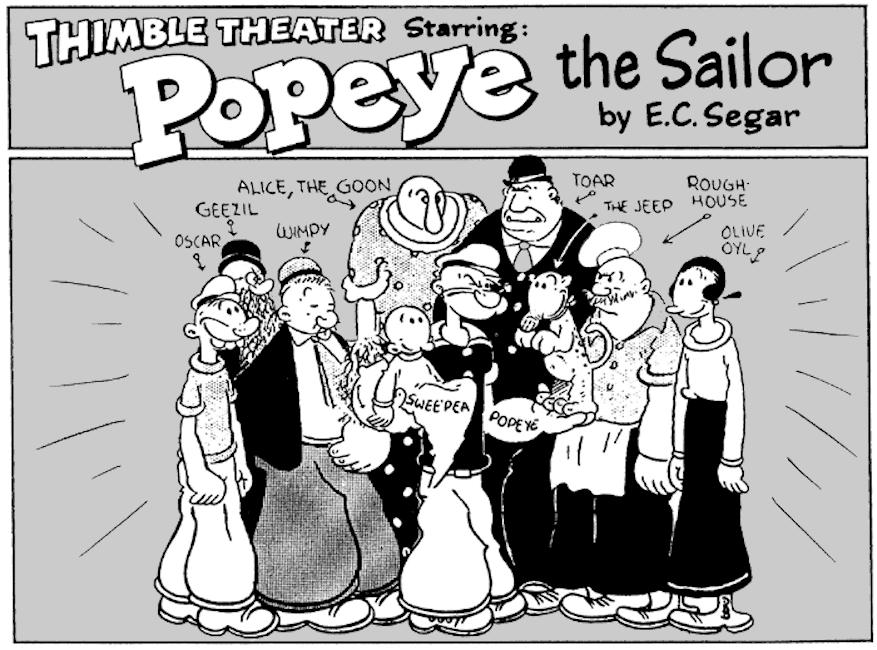 THIMBLE THEATER Starring:
Popeye the Sailor
by E.C. Segar
ALICE, THE GOON
TOAR
ROUGH-
HOUSE
GEEZIL
THE JEEP
OSCAR
WIMPY
OLIVE
OYL
SWEE'PEA
POPEYE